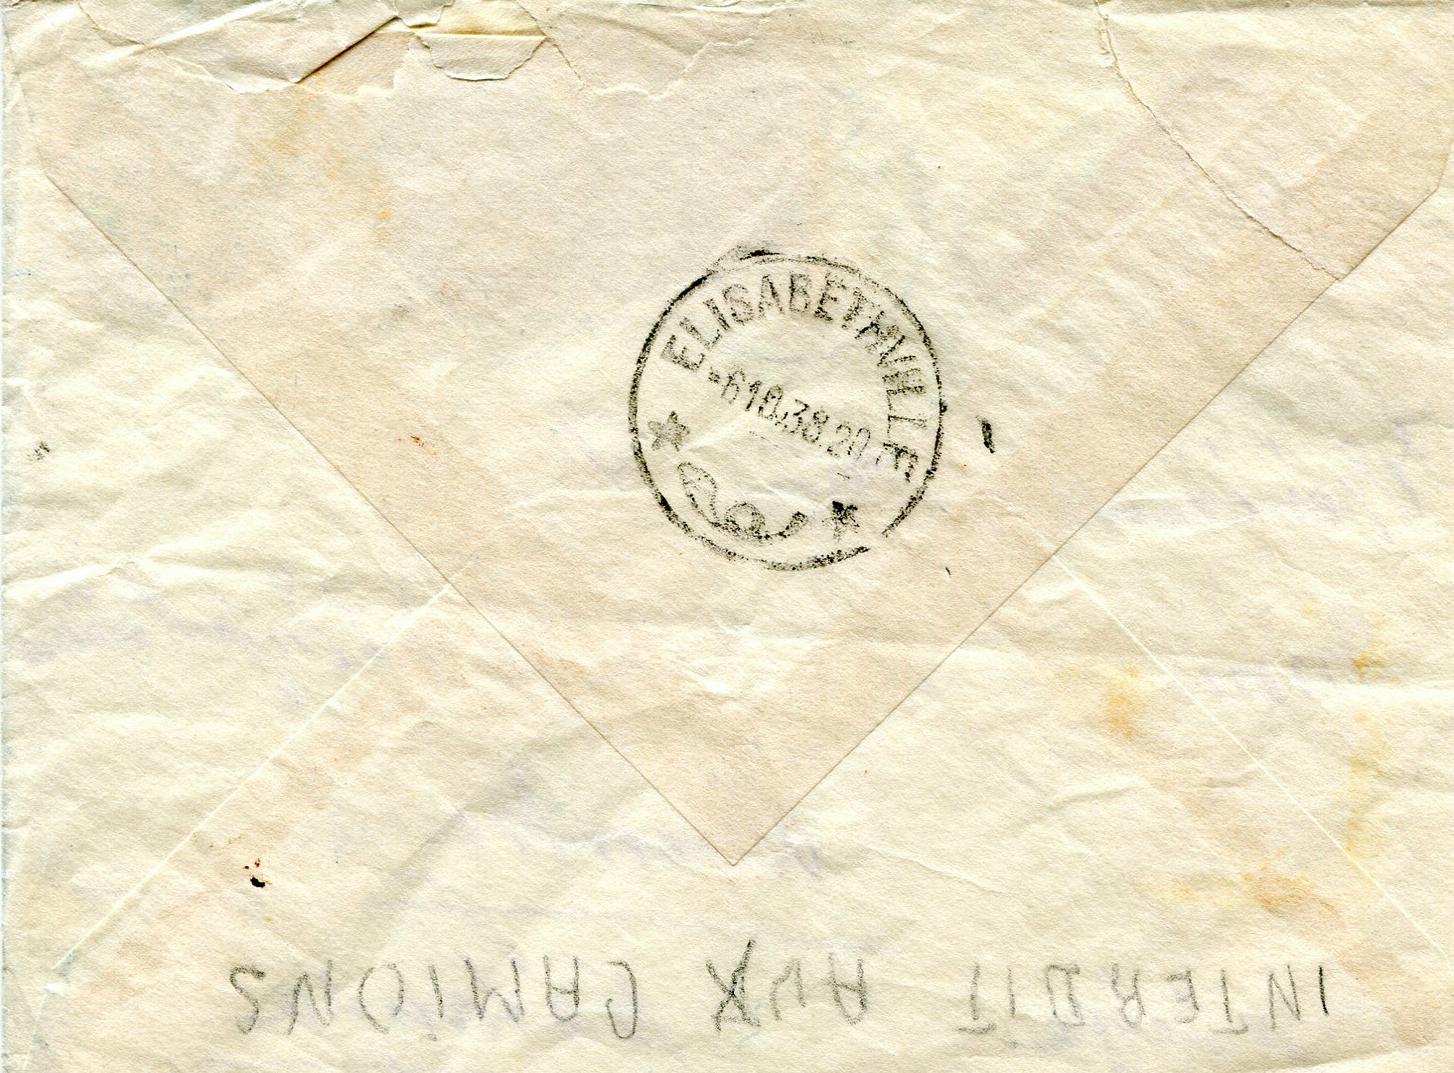 ELISABETHVILLE
-6 10.38.20
INTERDIT AUX CAMIONS